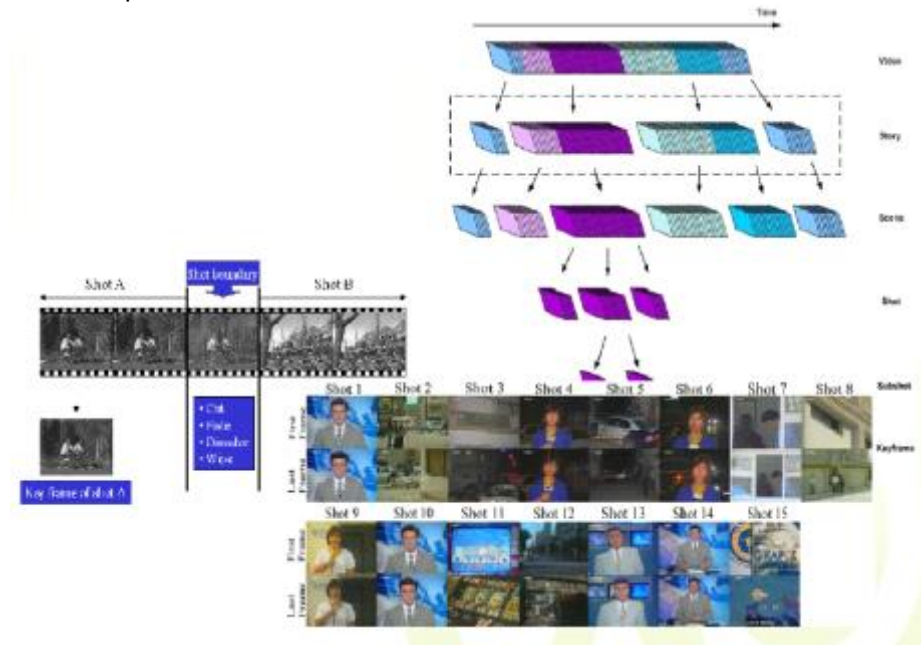 Time
Video
Story
Scene
Shot
Subshot
Keyframe
Shot boundary
Shot A
Shot B
• Cut
• Fade
• Dissolve
• Wipe
Key frame of shot A
Shot 1 Shot 2 Shot 3 Shot 4 Shot 5 Shot 6 Shot 7 Shot 8
First Frame
Last Frame
Shot 9 Shot 10 Shot 11 Shot 12 Shot 13 Shot 14 Shot 15
First Frame
Last Frame